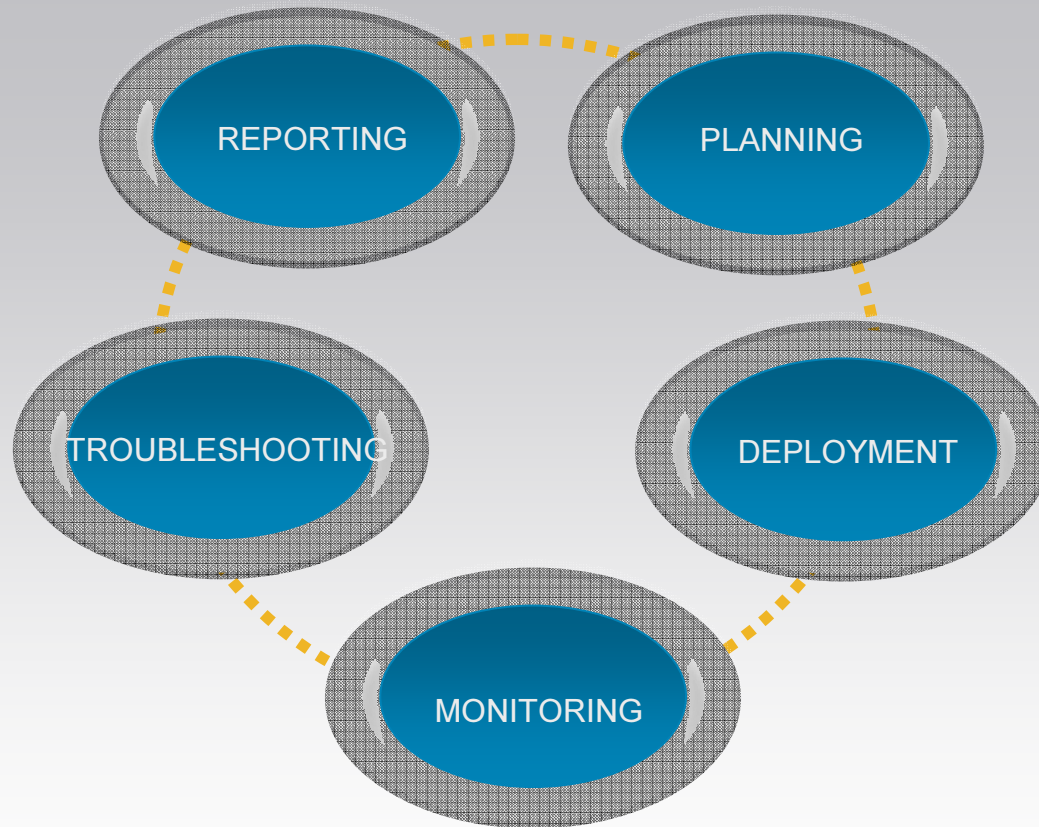 REPORTING
PLANNING
TROUBLESHOOTING
DEPLOYMENT
MONITORING